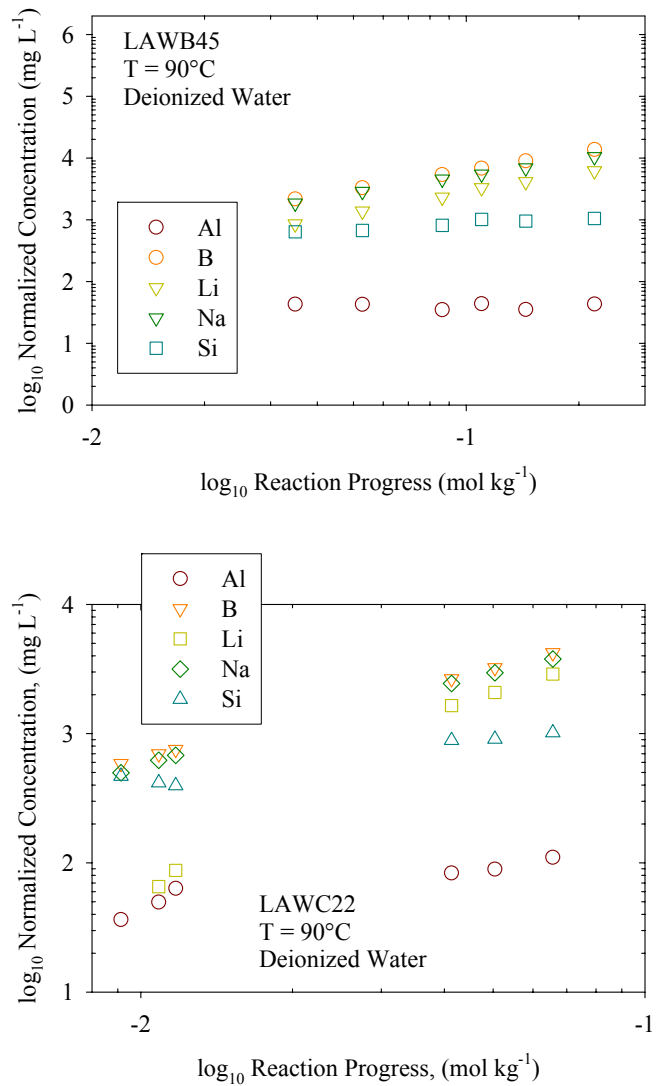 LAWB45
T = 90°C
Deionized Water
log₁₀ Normalized Concentration (mg L⁻¹)
6
5
4
3
2
1
0
Al
B
Li
Na
Si
-2
-1
log₁₀ Reaction Progress (mol kg⁻¹)
Al
B
Li
Na
Si
log₁₀ Normalized Concentration, (mg L⁻¹)
4
3
2
1
LAWC22
T = 90°C
Deionized Water
-2
-1
log₁₀ Reaction Progress, (mol kg⁻¹)